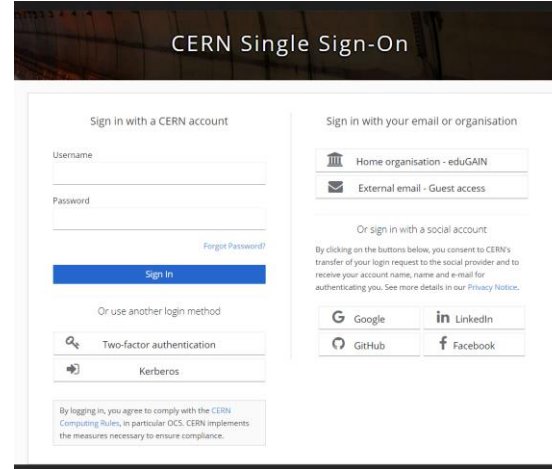 CERN Single Sign-On
Sign in with a CERN account
Username
Password
Forgot Password?
Sign In
Or use another login method
Two-factor authentication
Kerberos
By logging in, you agree to comply with the CERN
Computing Rules, in particular OC5. CERN implements
the measures necessary to ensure compliance.
Sign in with your email or organisation
Home organisation - eduGAIN
External email - Guest access
Or sign in with a social account
By clicking on the buttons below, you consent to CERN's
transfer of your login request to the social provider and to
receive your account name, name and e-mail for
authenticating you. See more details in our Privacy Notice.
G Google
in LinkedIn
GitHub
f Facebook